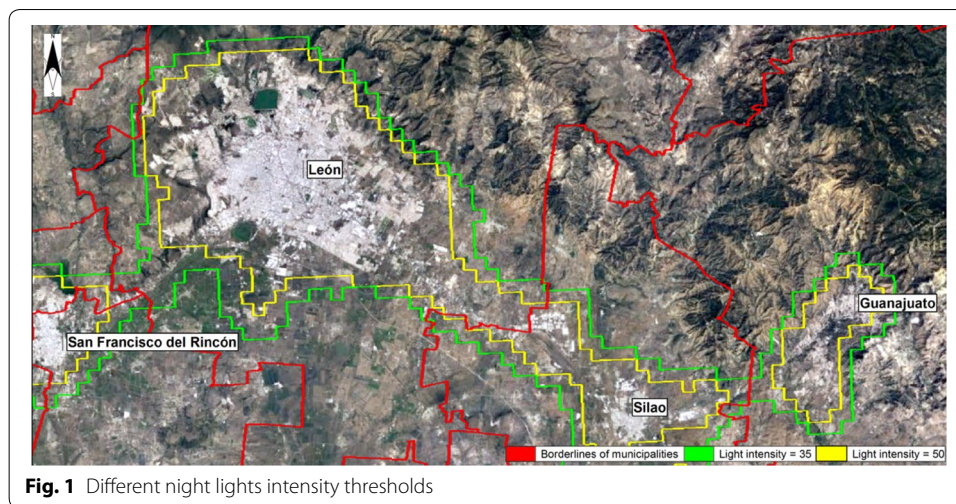 León
Guanajuato
San Francisco del Rincón
Silao
Borderlines of municipalities Light intensity = 35 Light intensity = 50
Fig. 1 Different night lights intensity thresholds